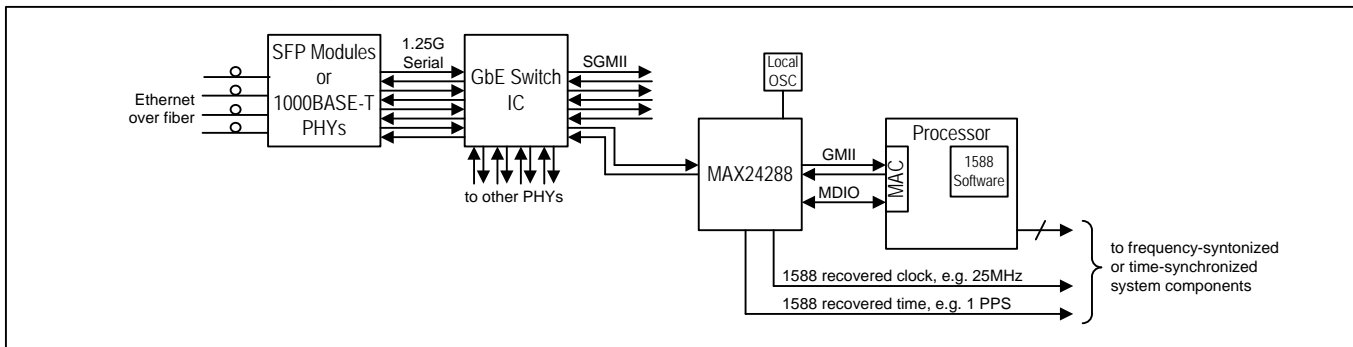 SFP Modules
or
1000BASE-T
PHYs
Ethernet
over fiber
1.25G
Serial
GbE Switch
IC
SGMII
to other PHYs
Local
OSC
MAX24288
GMII
MDIO
Processor
MAC
1588
Software
1588 recovered clock, e.g. 25MHz
1588 recovered time, e.g. 1 PPS
to frequency-syntonized
or time-synchronized
system components